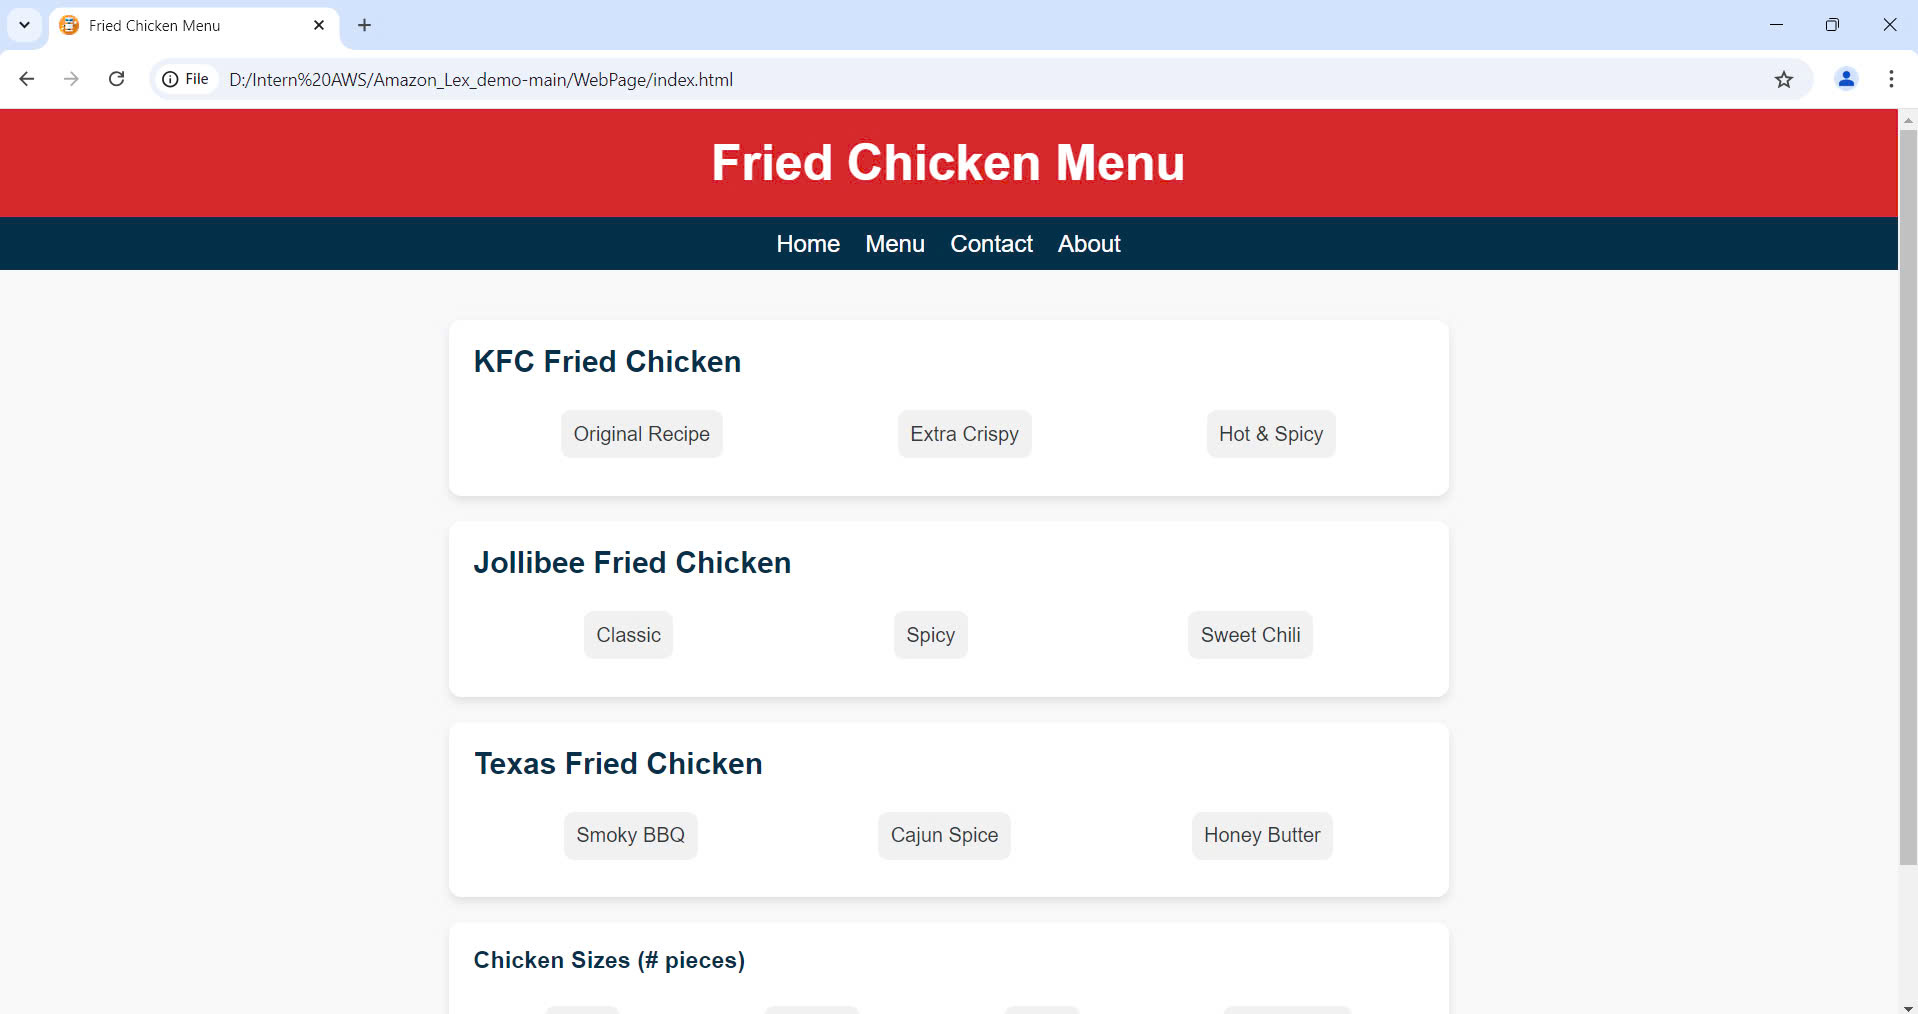 Fried Chicken Menu
File D:/Intern%20AWS/Amazon_Lex_demo-main/WebPage/index.html
Fried Chicken Menu
Home Menu Contact About
KFC Fried Chicken
Original Recipe Extra Crispy Hot & Spicy
Jollibee Fried Chicken
Classic Spicy Sweet Chili
Texas Fried Chicken
Smoky BBQ Cajun Spice Honey Butter
Chicken Sizes (# pieces)